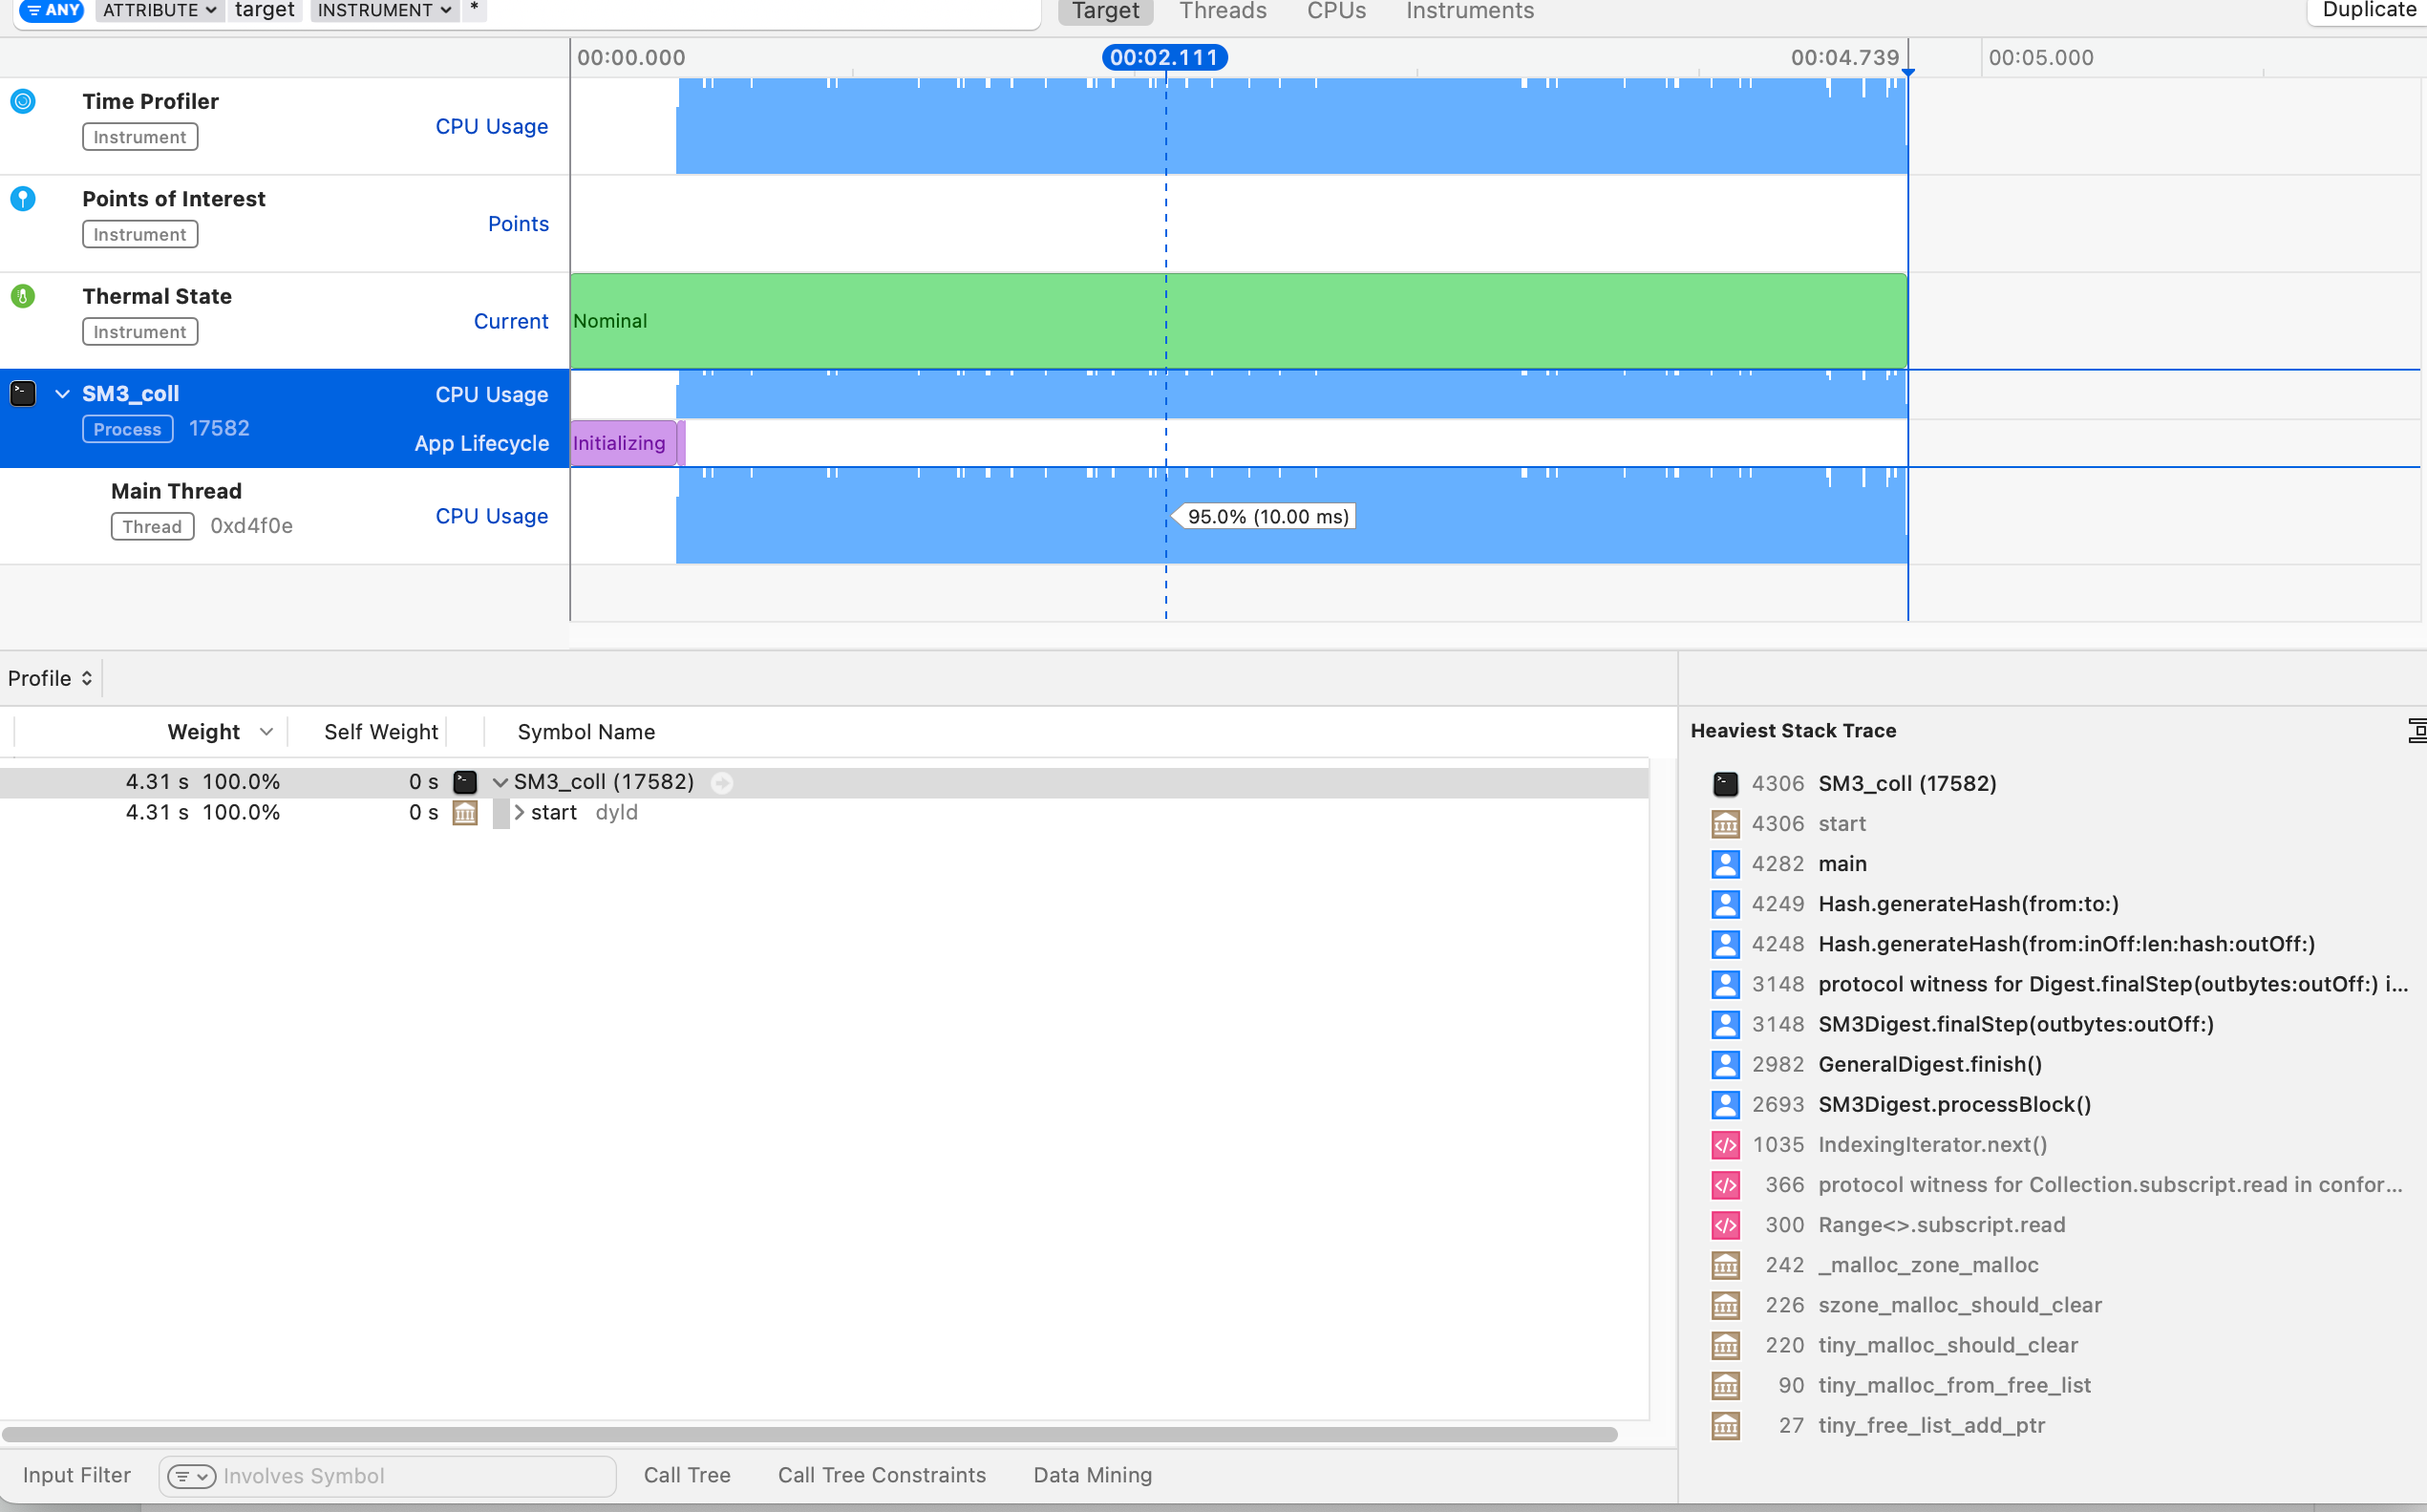 ANY ATTRIBUTE target INSTRUMENT * Target Threads CPUs Instruments Duplicate
00:00.000 00:02.111 00:04.739 00:05.000
Time Profiler
Instrument
CPU Usage
Points of Interest
Instrument
Points
Thermal State
Instrument
Current
Nominal
SM3_coll
Process 17582
CPU Usage
App Lifecycle
Initializing
Main Thread
Thread 0xd4f0e
CPU Usage
95.0% (10.00 ms)
Profile
Weight Self Weight Symbol Name
4.31 s 100.0% 0 s SM3_coll (17582)
4.31 s 100.0% 0 s start dyld
Heaviest Stack Trace
4306 SM3_coll (17582)
4306 start
4282 main
4249 Hash.generateHash(from:to:)
4248 Hash.generateHash(from:inOff:len:hash:outOff:)
3148 protocol witness for Digest.finalStep(outbytes:outOff:) i...
3148 SM3Digest.finalStep(outbytes:outOff:)
2982 GeneralDigest.finish()
2693 SM3Digest.processBlock()
1035 IndexingIterator.next()
366 protocol witness for Collection.subscript.read in confor...
300 Range<>.subscript.read
242 _malloc_zone_malloc
226 szone_malloc_should_clear
220 tiny_malloc_should_clear
90 tiny_malloc_from_free_list
27 tiny_free_list_add_ptr
Input Filter Involves Symbol Call Tree Call Tree Constraints Data Mining